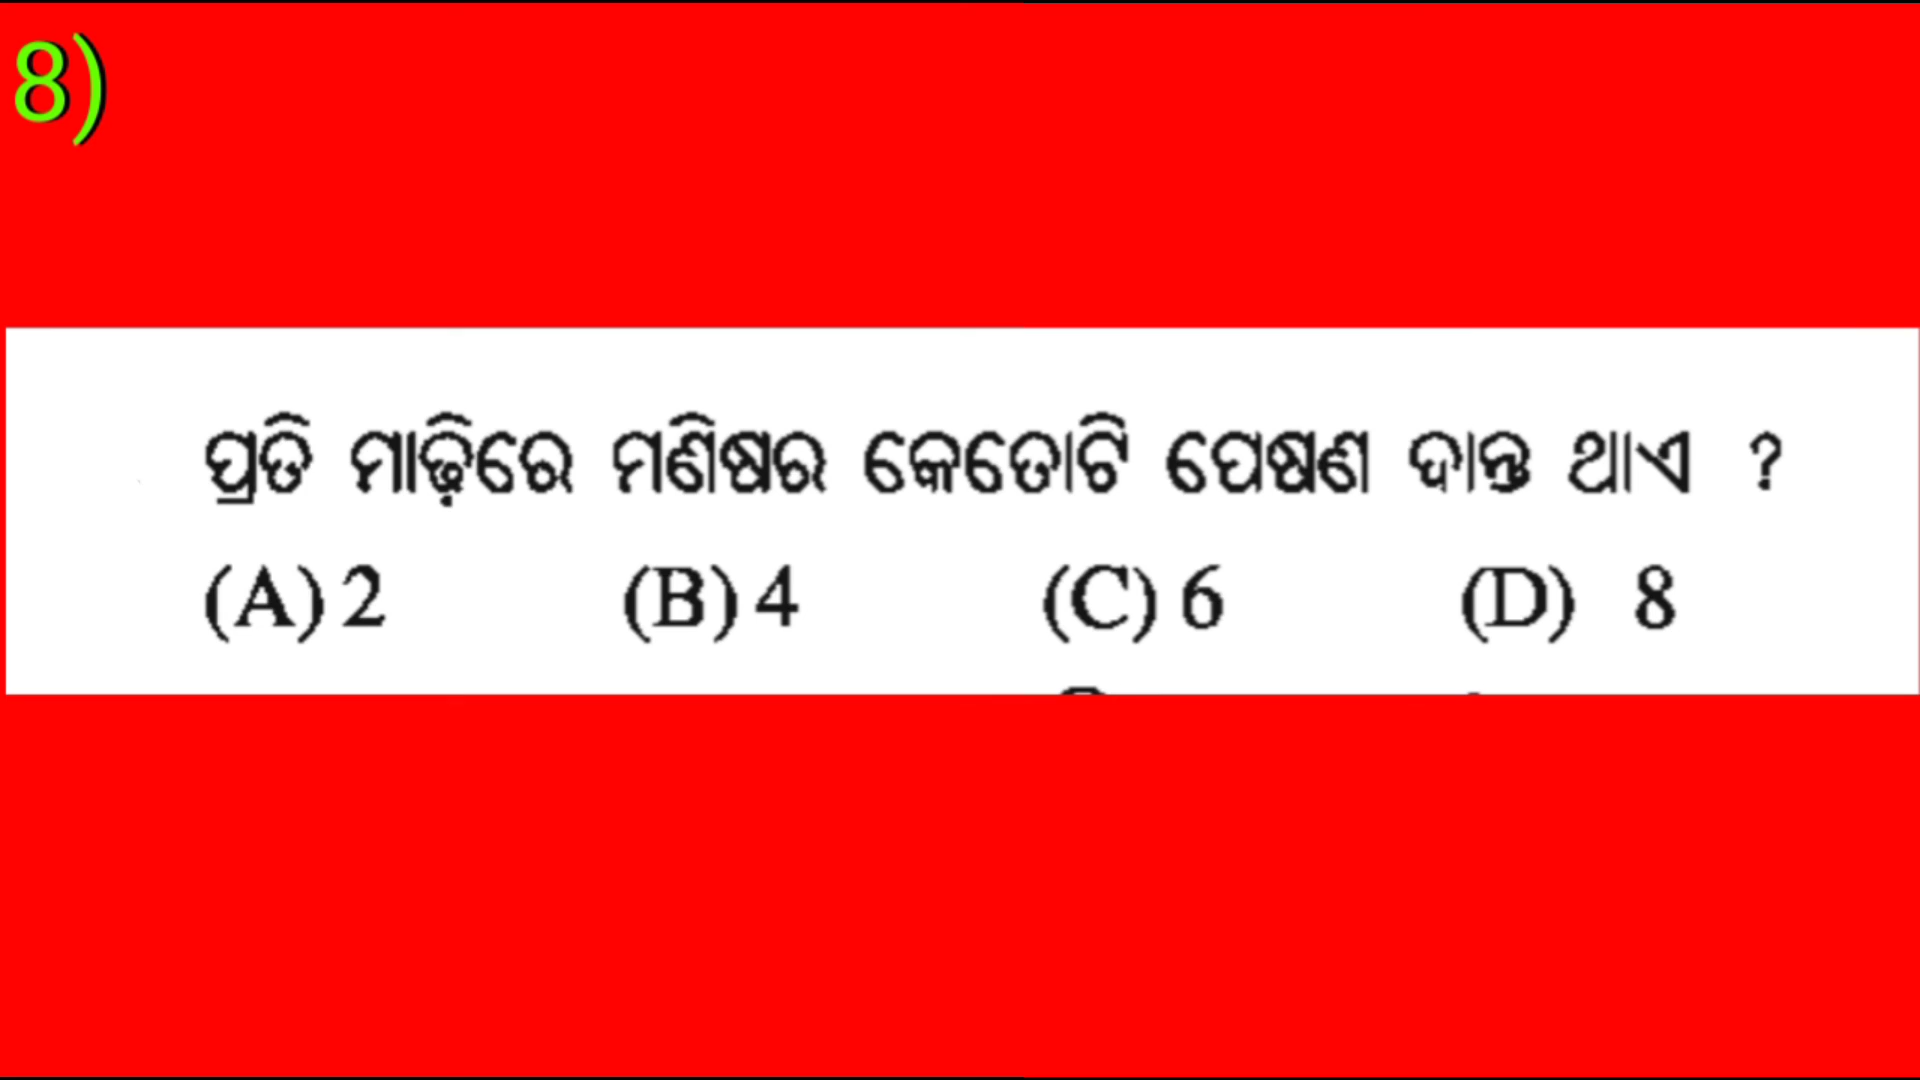 8)
ପ୍ରତି ମାଢ଼ିରେ ମଣିଷର କେତୋଟି ପେଷଣ ଦାନ୍ତ ଥାଏ ?
(A) 2 (B) 4 (C) 6 (D) 8